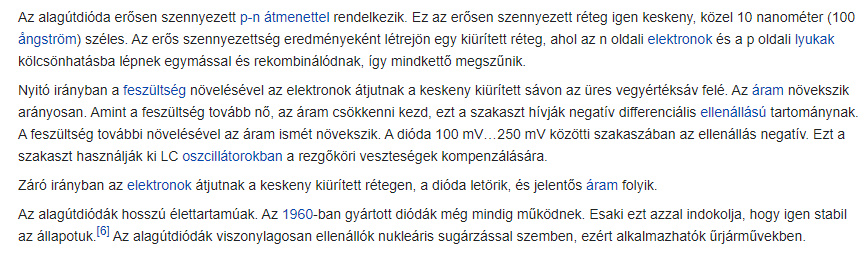 Az alagútdióda erősen szennyezett p-n átmenettel rendelkezik. Ez az erősen szennyezett réteg igen keskeny, közel 10 nanométer (100
ångström) széles. Az erős szennyezettség eredményeként létrejön egy kiürített réteg, ahol az n oldali elektronok és a p oldali lyukak
kölcsönhatásba lépnek egymással és rekombinálódnak, így mindkettő megszűnik.
Nyitó irányban a feszültség növelésével az elektronok átjutnak a keskeny kiürített sávon az üres vegyértéksáv felé. Az áram növekszik
arányosan. Amint a feszültség tovább nő, az áram csökkenni kezd, ezt a szakaszt hívják negatív differenciális ellenállású tartománynak.
A feszültség további növelésével az áram ismét növekszik. A dióda 100 mV…250 mV közötti szakaszában az ellenállás negatív. Ezt a
szakaszt használják ki LC oszcillátorokban a rezgőköri veszteségek kompenzálására.
Záró irányban az elektronok átjutnak a keskeny kiürített rétegen, a dióda letörik, és jelentős áram folyik.
Az alagútdiódák hosszú élettartamúak. Az 1960-ban gyártott diódák még mindig működnek. Esaki ezt azzal indokolja, hogy igen stabil
az állapotuk.[6] Az alagútdiódák viszonylagosan ellenállók nukleáris sugárzással szemben, ezért alkalmazhatók űrjárművekben.